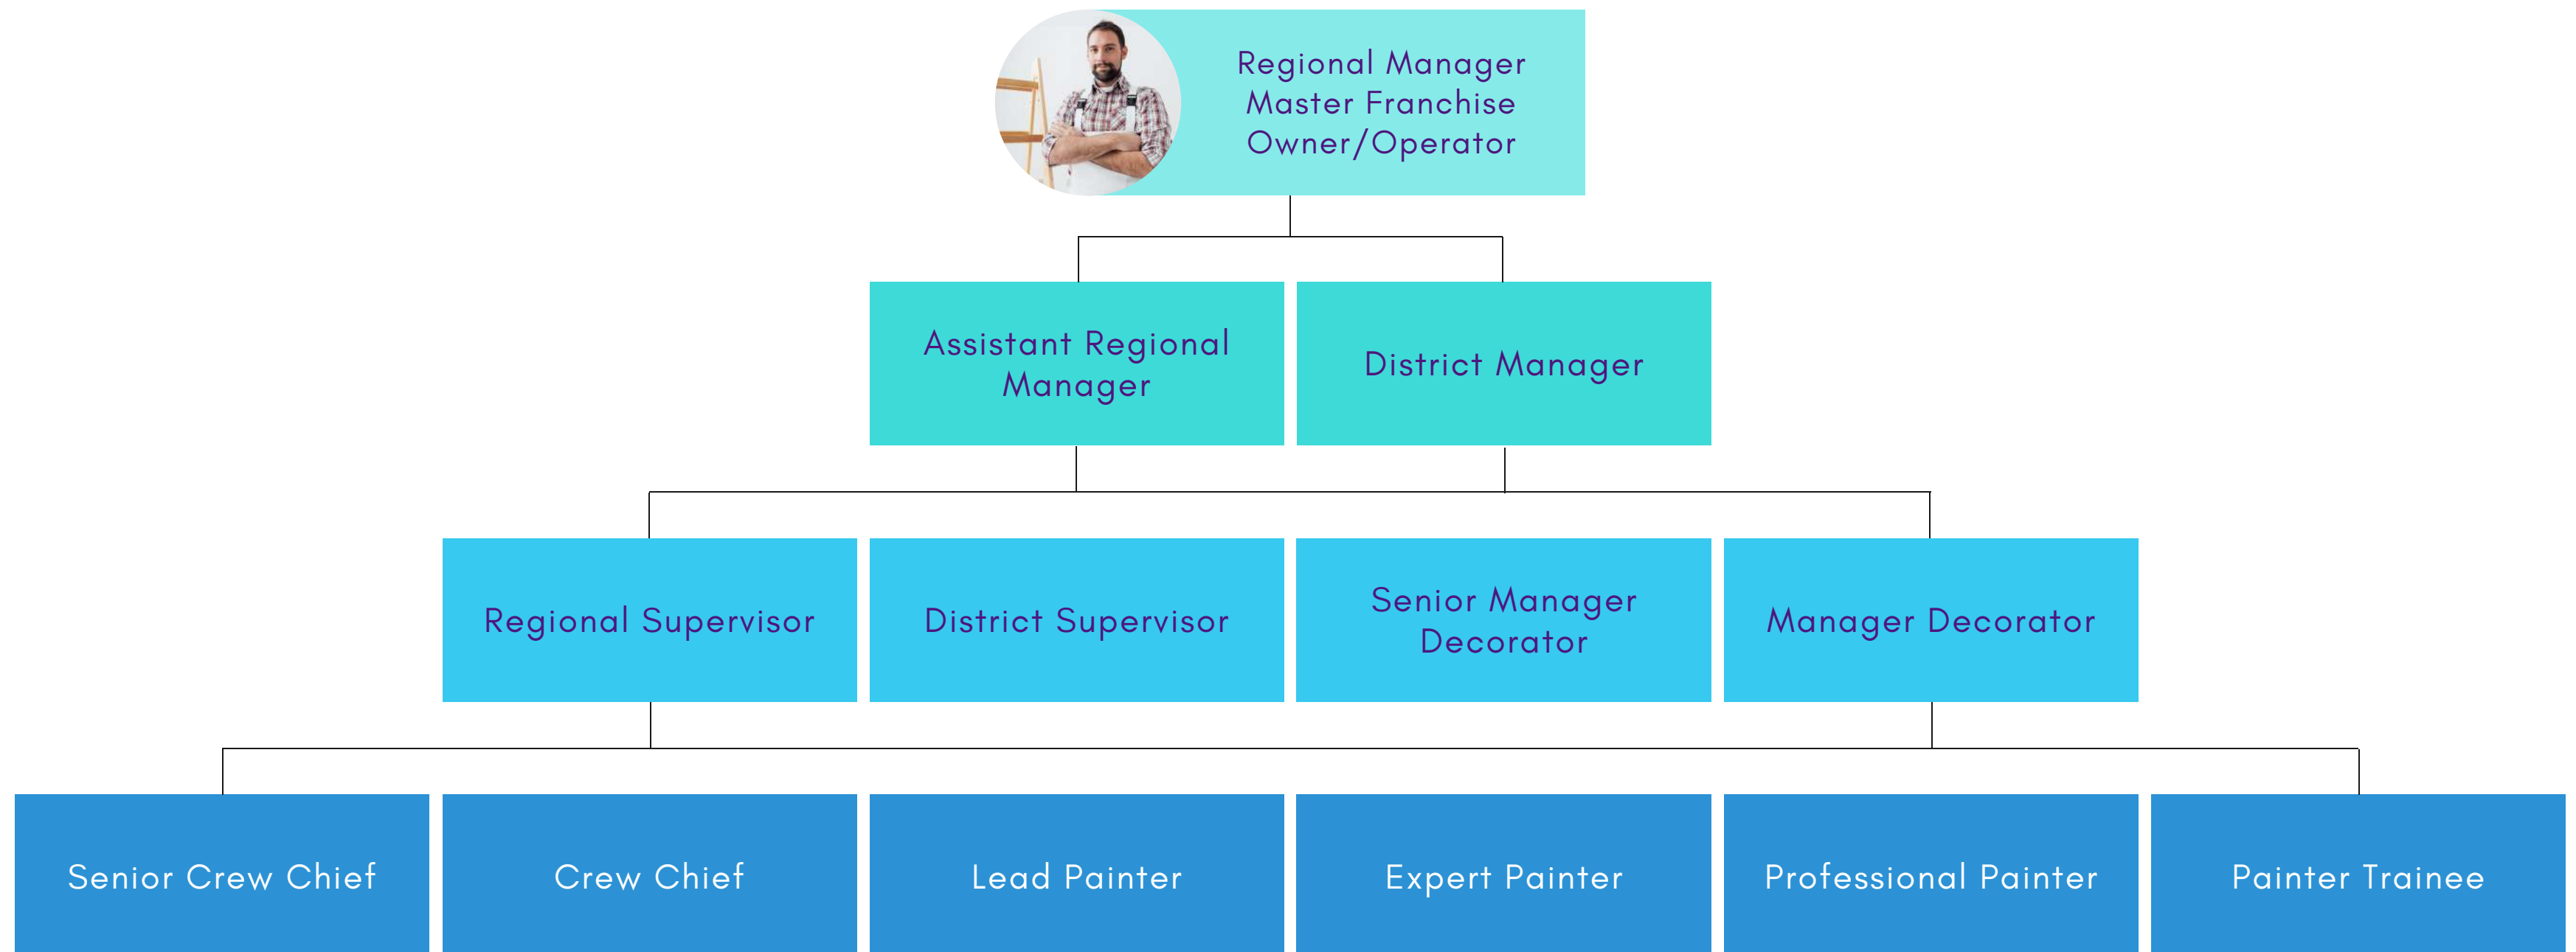 Regional Manager
Master Franchise
Owner/Operator
Assistant Regional
Manager
District Manager
Regional Supervisor
District Supervisor
Senior Manager
Decorator
Manager Decorator
Senior Crew Chief
Crew Chief
Lead Painter
Expert Painter
Professional Painter
Painter Trainee